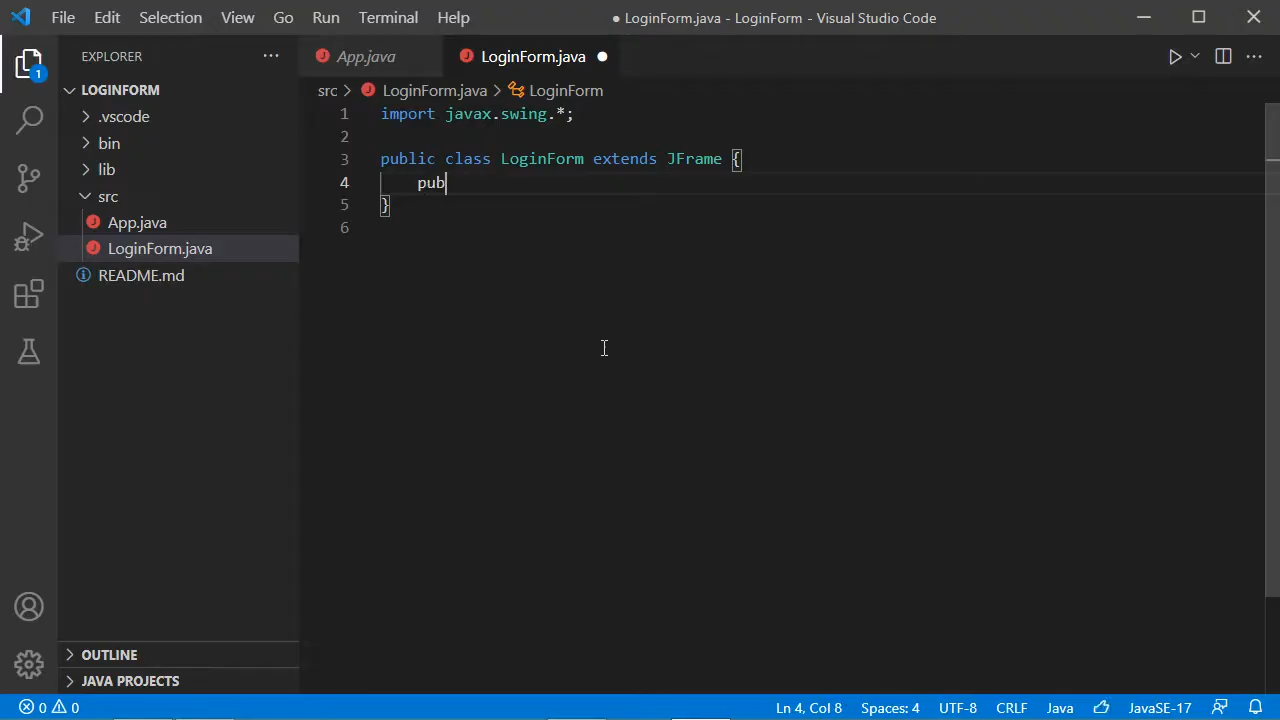 File Edit Selection View Go Run Terminal Help ● LoginForm.java - LoginForm - Visual Studio Code
EXPLORER ···
App.java LoginForm.java ●
1
LOGINFORM
.vscode
bin
lib
src
App.java
LoginForm.java
README.md
src > LoginForm.java > LoginForm
1 import javax.swing.*;
2
3 public class LoginForm extends JFrame {
4 pub
5 }
6
OUTLINE
JAVA PROJECTS
0 0 Ln 4, Col 8 Spaces: 4 UTF-8 CRLF Java JavaSE-17